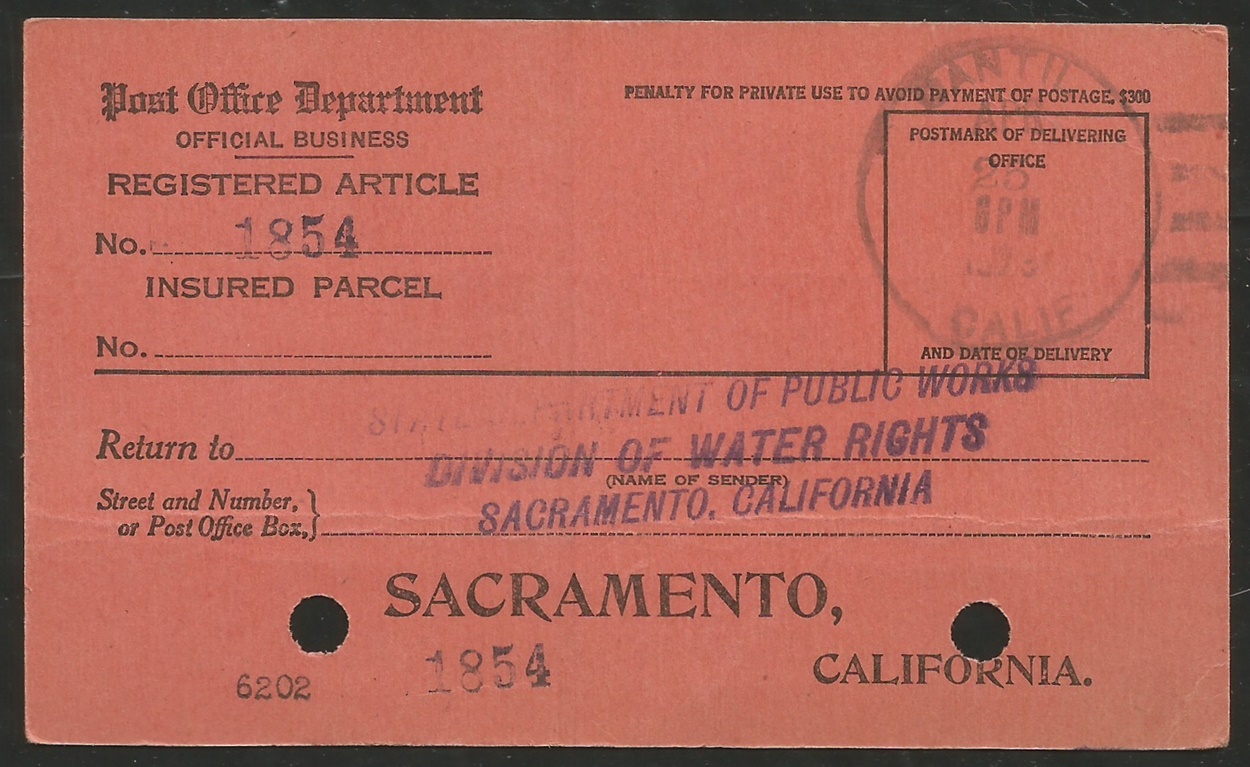 Post Office Department
OFFICIAL BUSINESS
REGISTERED ARTICLE
No. 1854
INSURED PARCEL
No.
PENALTY FOR PRIVATE USE TO AVOID PAYMENT OF POSTAGE, $300
POSTMARK OF DELIVERING
OFFICE
6PM
CALIF
AND DATE OF DELIVERY
OF PUBLIC WORKS
Return to
DIVISION OF WATER RIGHTS
(NAME OF SENDER)
SACRAMENTO, CALIFORNIA
Street and Number,
or Post Office Box,
SACRAMENTO,
CALIFORNIA.
6202
1854